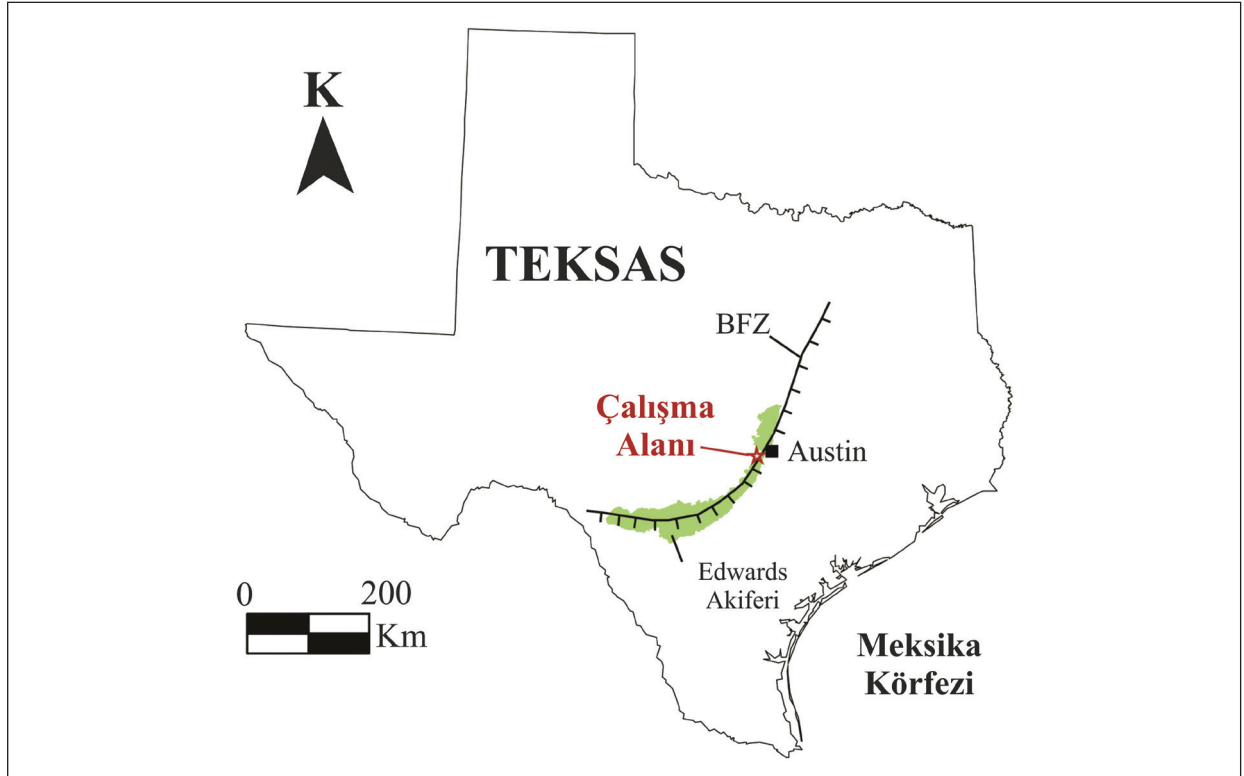 K
TEKSAS
BFZ
Çalışma
Alanı
Austin
Edwards
Akiferi
0 200
Km
Meksika
Körfezi